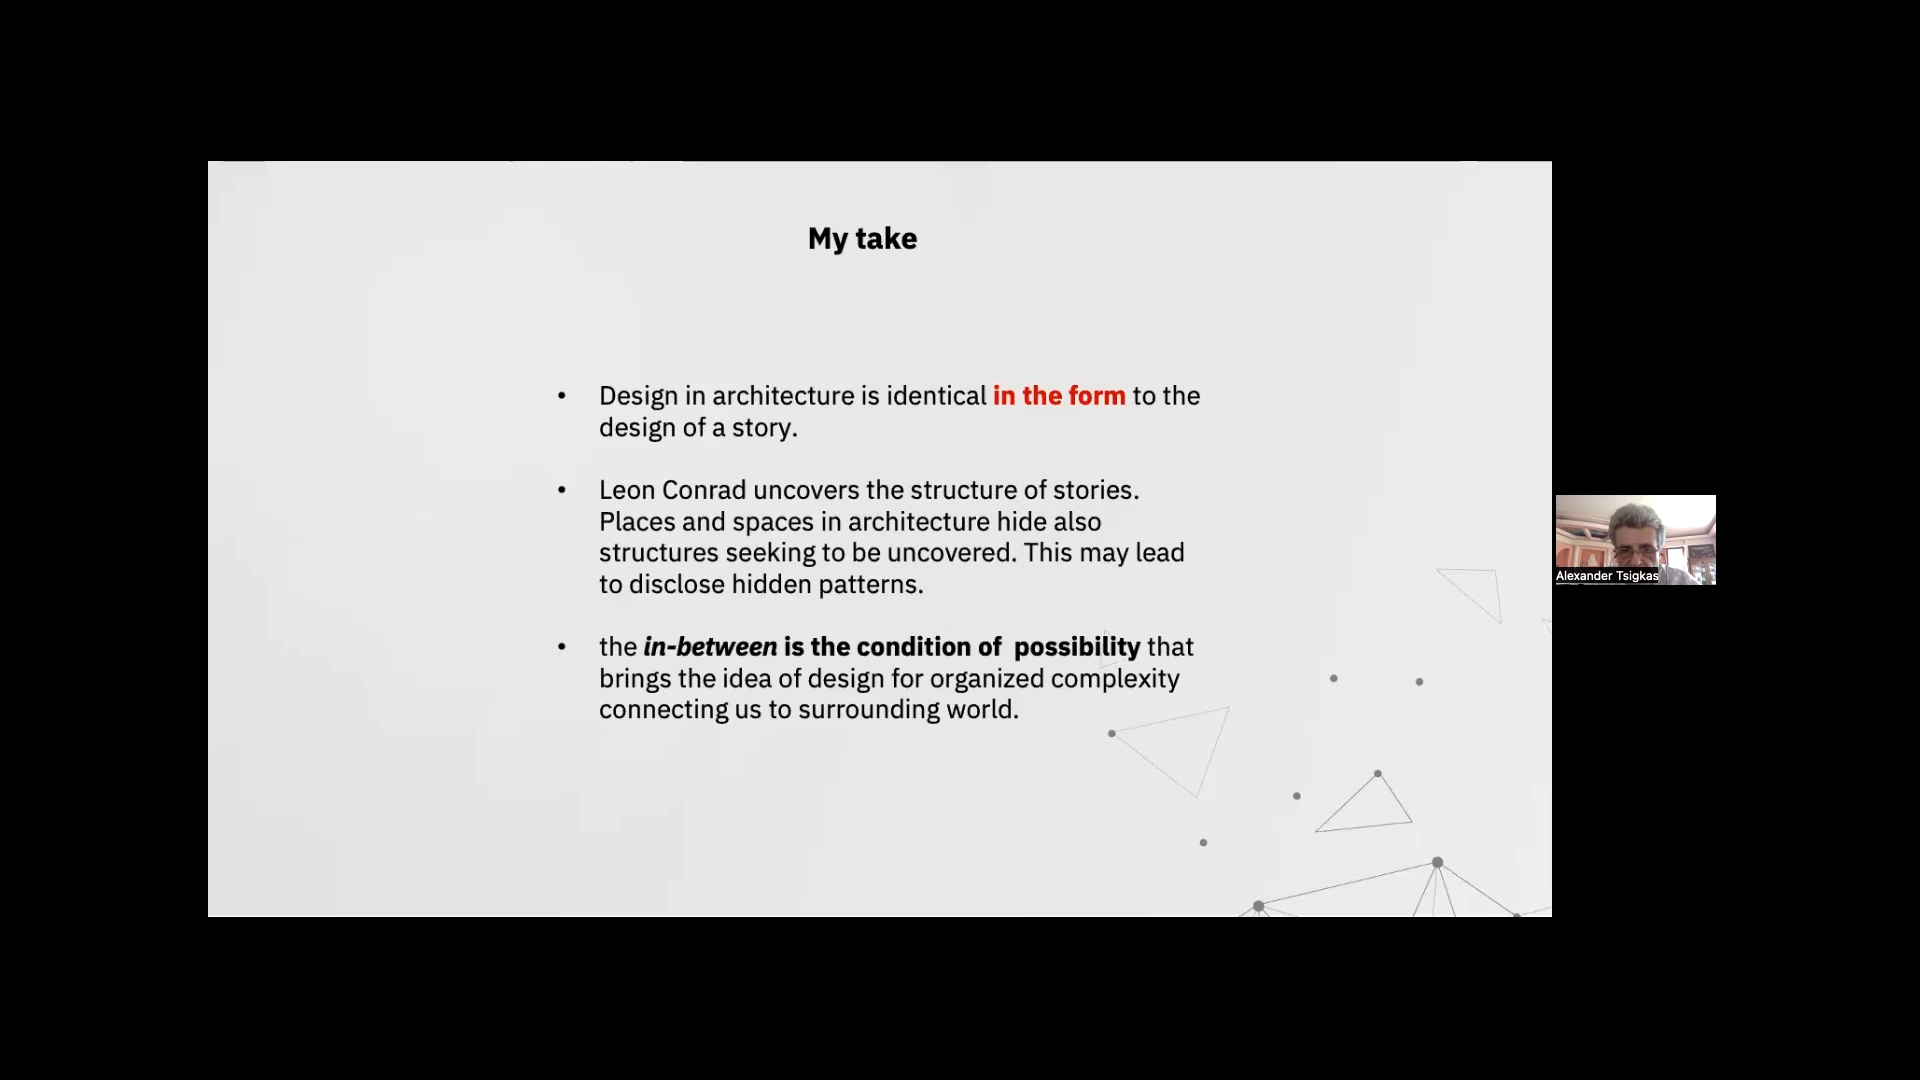 My take
• Design in architecture is identical in the form to the
design of a story.
• Leon Conrad uncovers the structure of stories.
Places and spaces in architecture hide also
structures seeking to be uncovered. This may lead
to disclose hidden patterns.
• the in-between is the condition of  possibility that
brings the idea of design for organized complexity
connecting us to surrounding world.
Alexander Tsigkas